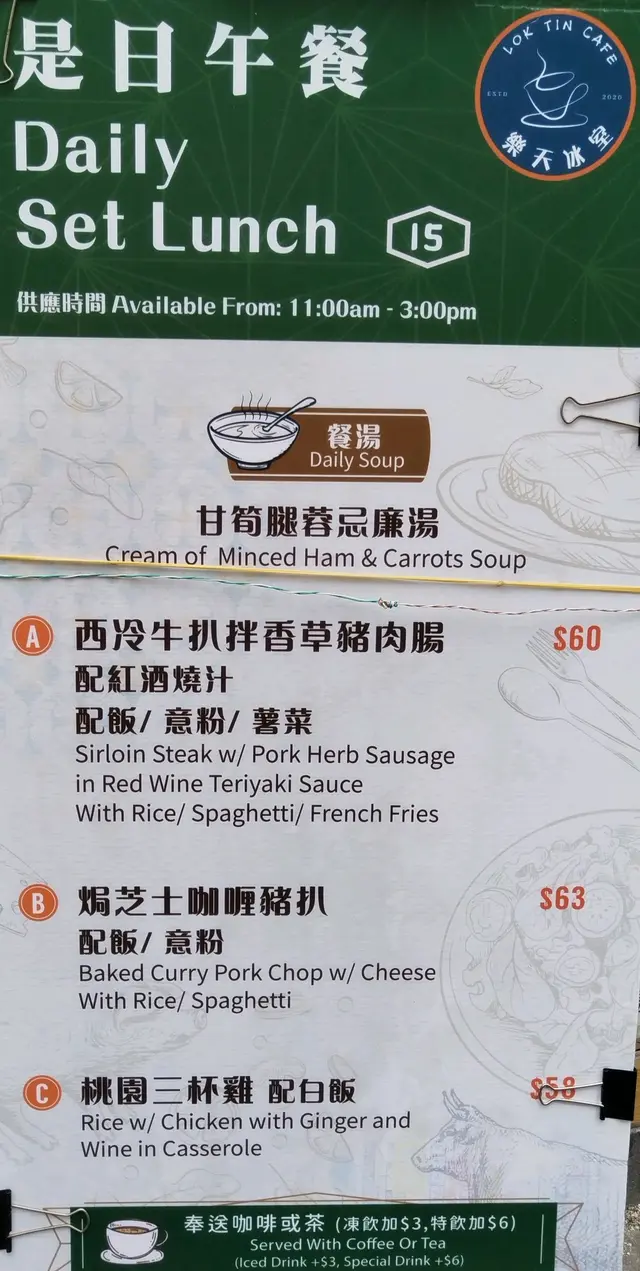 是日午餐
LOK TIN CAFE
ESTD 2020
樂天冰室
Daily
Set Lunch
15
供應時間 Available From: 11:00am - 3:00pm
餐湯
Daily Soup
甘筍腿蓉忌廉湯
Cream of Minced Ham & Carrots Soup
A 西冷牛扒拌香草豬肉腸 $60
配紅酒燒汁
配飯/ 意粉/ 薯菜
Sirloin Steak w/ Pork Herb Sausage
in Red Wine Teriyaki Sauce
With Rice/ Spaghetti/ French Fries
B 焗芝士咖喱豬扒 $63
配飯/ 意粉
Baked Curry Pork Chop w/ Cheese
With Rice/ Spaghetti
C 桃園三杯雞 配白飯 $58
Rice w/ Chicken with Ginger and
Wine in Casserole
奉送咖啡或茶 (凍飲加$3,特飲加$6)
Served With Coffee Or Tea
(Iced Drink +$3, Special Drink +$6)